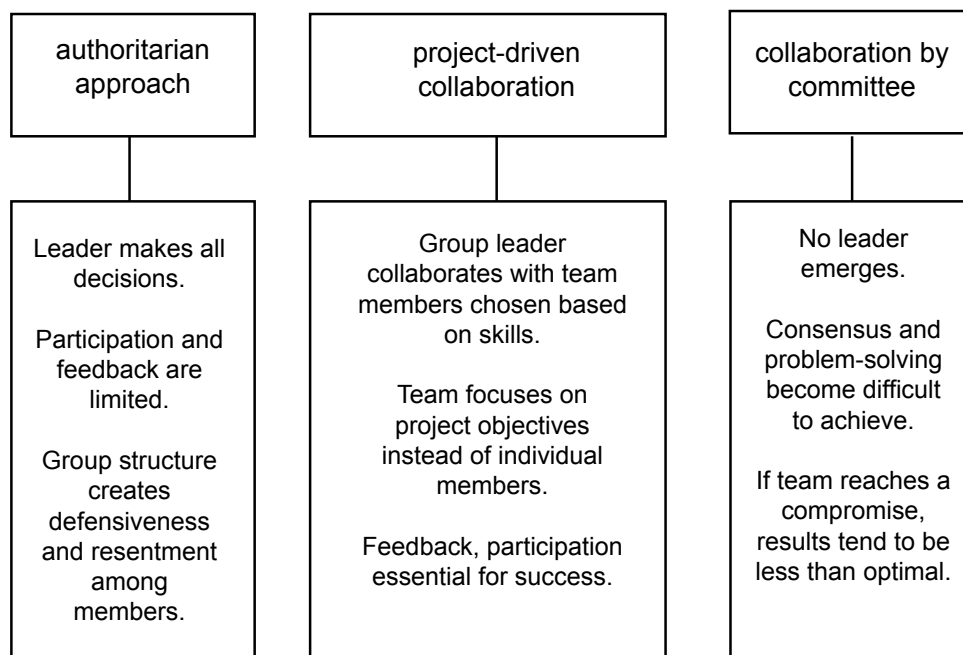 authoritarian
approach
Leader makes all
decisions.
Participation and
feedback are
limited.
Group structure
creates
defensiveness
and resentment
among
members.
project-driven
collaboration
Group leader
collaborates with team
members chosen based
on skills.
Team focuses on
project objectives
instead of individual
members.
Feedback, participation
essential for success.
collaboration by
committee
No leader
emerges.
Consensus and
problem-solving
become difficult
to achieve.
If team reaches a
compromise,
results tend to be
less than optimal.